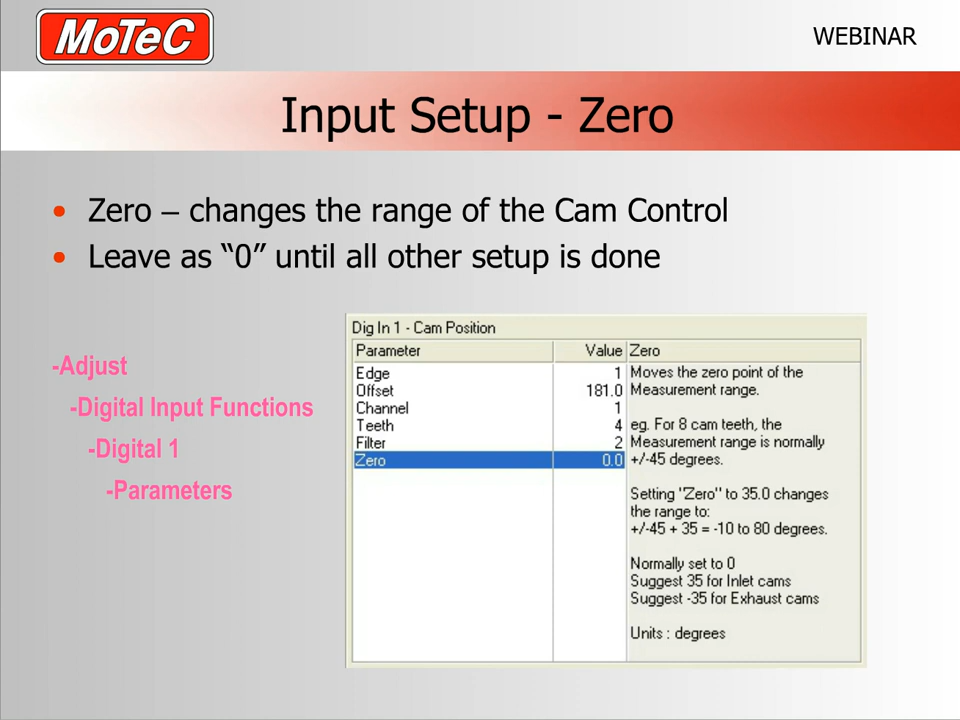 MoTeC
WEBINAR
Input Setup - Zero
• Zero – changes the range of the Cam Control
• Leave as “0” until all other setup is done
-Adjust
-Digital Input Functions
-Digital 1
-Parameters
Dig In 1 - Cam Position
Parameter Value Zero
Edge 1
Offset 181.0
Channel 1
Teeth 4
Filter 2
Zero 0.0
Moves the zero point of the
Measurement range.
eg. For 8 cam teeth, the
Measurement range is normally
+/-45 degrees.
Setting "Zero" to 35.0 changes
the range to:
+/-45 + 35 = -10 to 80 degrees.
Normally set to 0
Suggest 35 for Inlet cams
Suggest -35 for Exhaust cams
Units : degrees